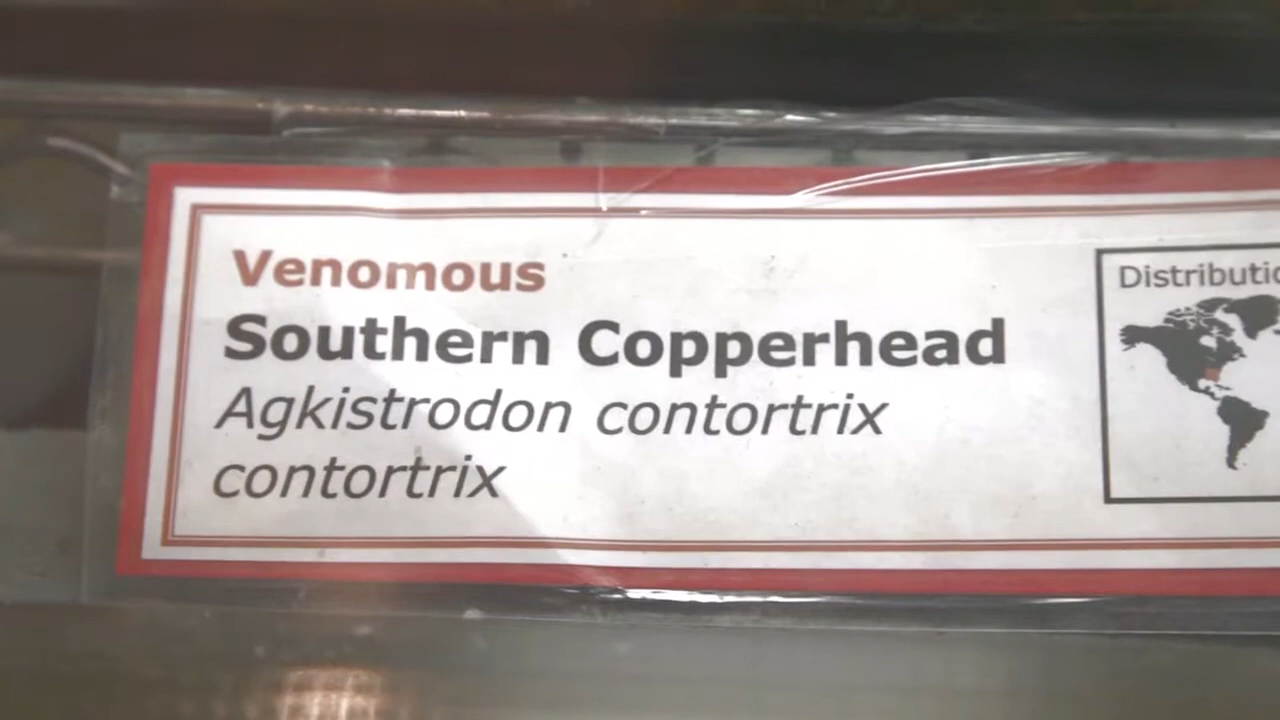 Venomous
Southern Copperhead
Agkistrodon contortrix
contortrix